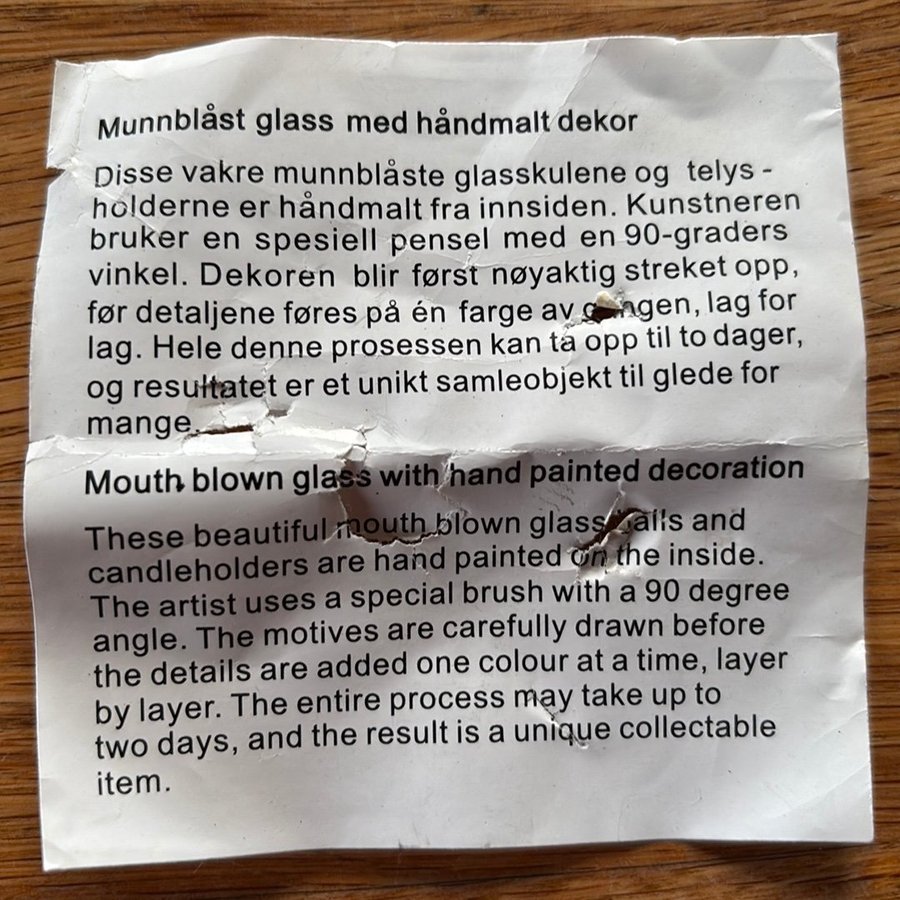 Munnblåst glass med håndmalt dekor
Disse vakre munnblåste glasskulene og telys -
holderne er håndmalt fra innsiden. Kunstneren
bruker en spesiell pensel med en 90-graders
vinkel. Dekoren blir først nøyaktig streket opp,
før detaljene føres på én farge av gangen, lag for
lag. Hele denne prosessen kan ta opp til to dager,
og resultatet er et unikt samleobjekt til glede for
mange.
Mouth blown glass with hand painted decoration
These beautiful mouth blown glass balls and
candleholders are hand painted on the inside.
The artist uses a special brush with a 90 degree
angle. The motives are carefully drawn before
the details are added one colour at a time, layer
by layer. The entire process may take up to
two days, and the result is a unique collectable
item.